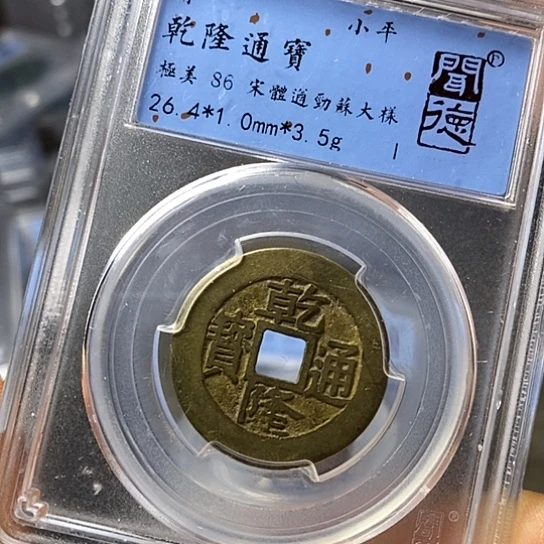 小平
乾隆通寶
極美 86 宋體通勁蘇大樣
26.4*1.0mm*3.5g
聞德®
乾隆通寶